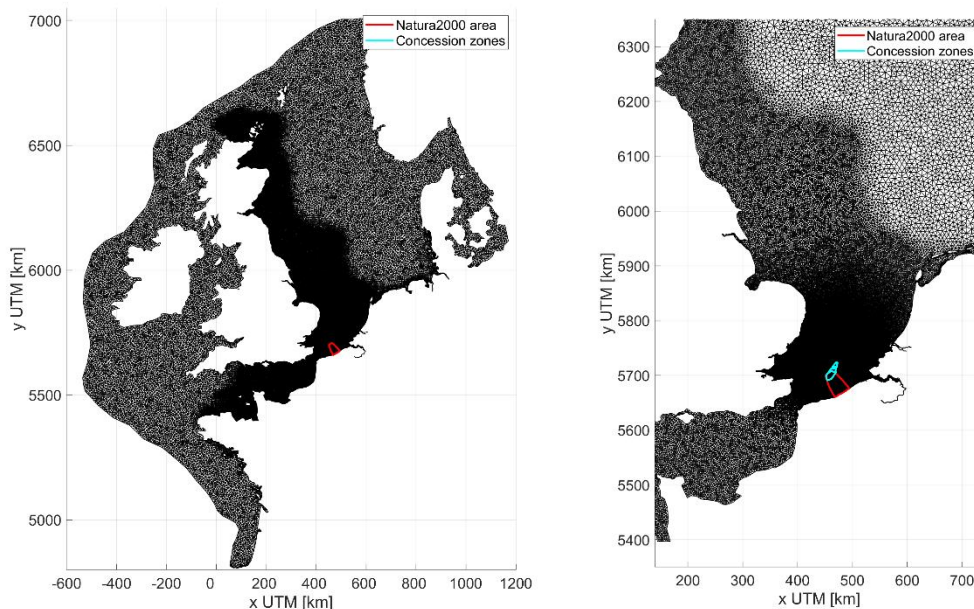 7000
6500
6000
5500
5000
y UTM [km]
-600 -400 -200 0 200 400 600 800 1000 1200
x UTM [km]
Natura2000 area
Concession zones
6300
6200
6100
6000
5900
5800
5700
5600
5500
5400
y UTM [km]
200 300 400 500 600 700
x UTM [km]
Natura2000 area
Concession zones